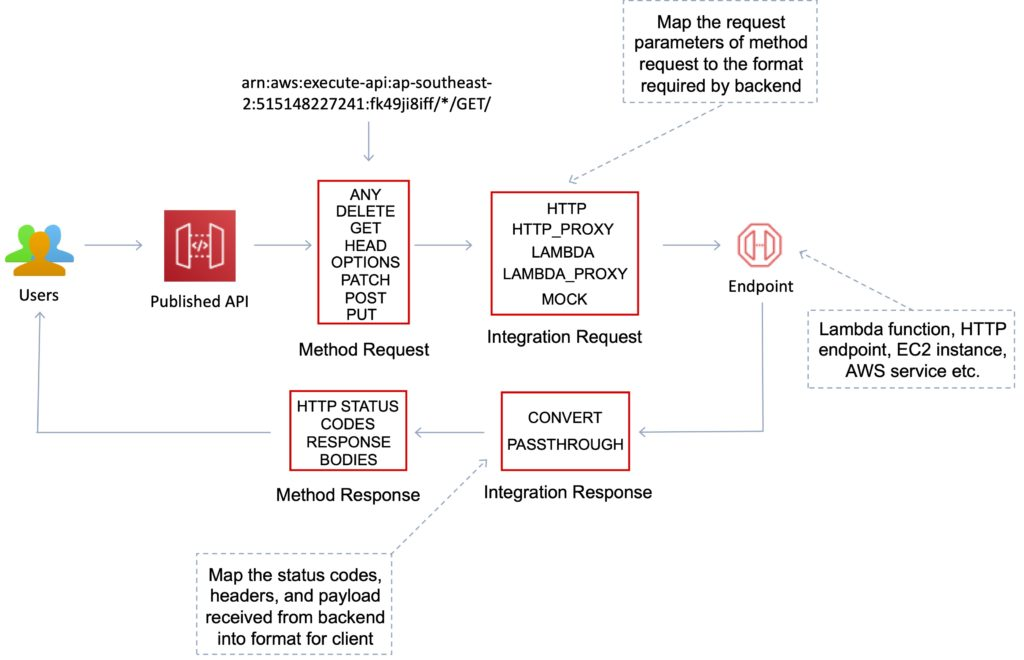 Map the request
parameters of method
request to the format
required by backend
arn:aws:execute-api:ap-southeast-
2:515148227241:fk49ji8iff/*/GET/
ANY
DELETE
GET
HEAD
OPTIONS
PATCH
POST
PUT
HTTP
HTTP_PROXY
LAMBDA
LAMBDA_PROXY
MOCK
</>
Users
Published API
Method Request
Integration Request
Endpoint
Lambda function, HTTP
endpoint, EC2 instance,
AWS service etc.
HTTP STATUS
CODES
RESPONSE
BODIES
CONVERT
PASSTHROUGH
Method Response
Integration Response
Map the status codes,
headers, and payload
received from backend
into format for client